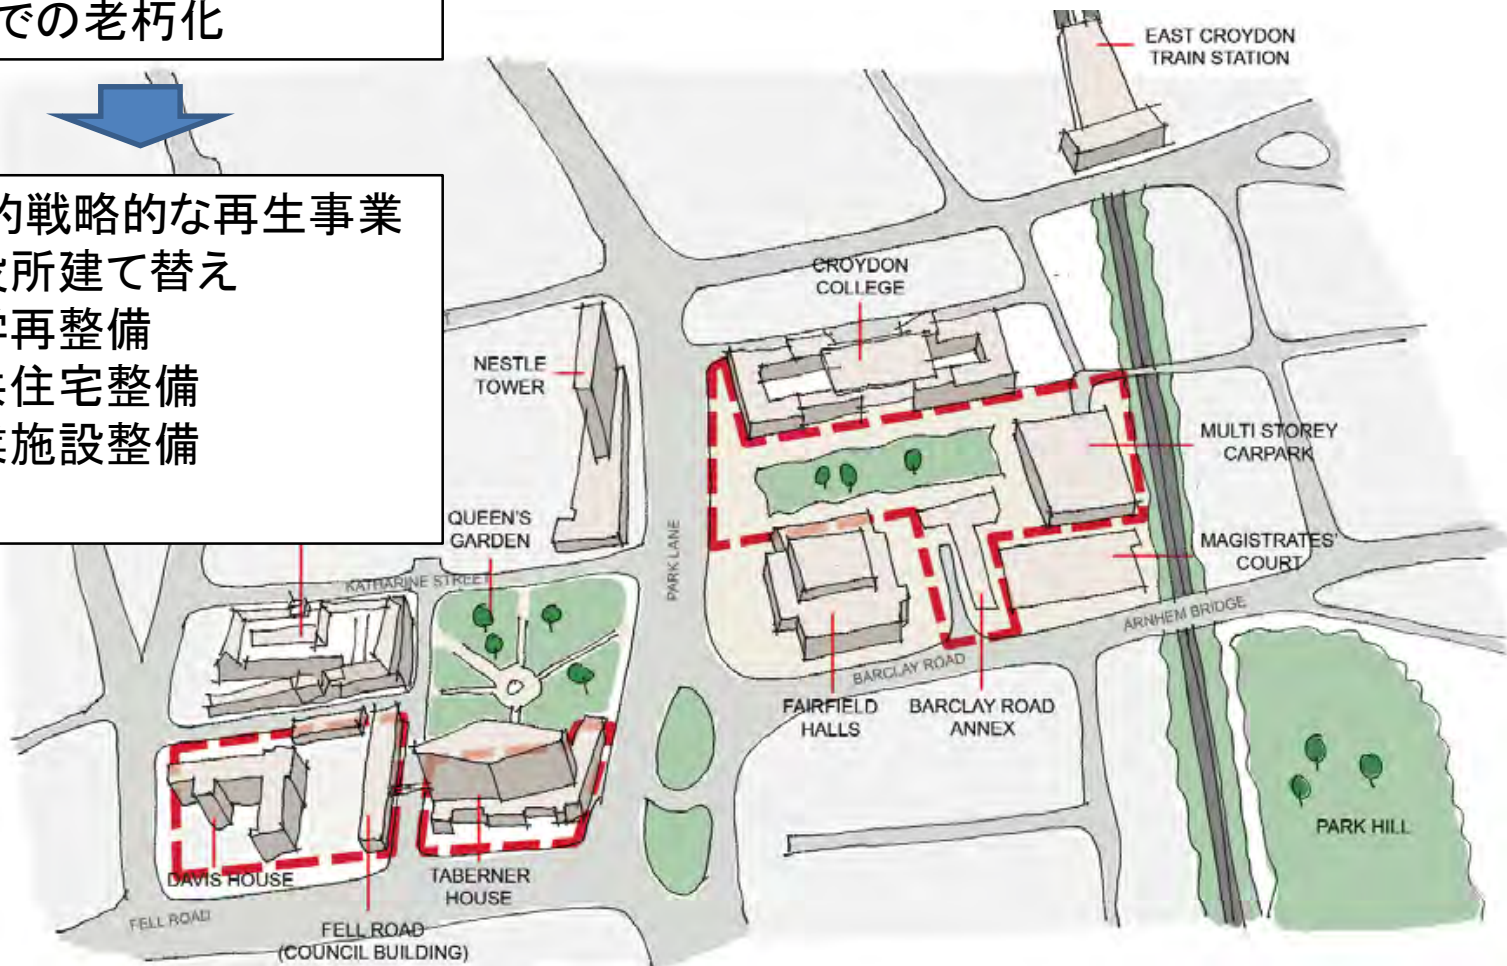 での老朽化
的戦略的な再生事業
所建て替え
再整備
住宅整備
施設整備
EAST CROYDON
TRAIN STATION
CROYDON
COLLEGE
NESTLE
TOWER
MULTI STOREY
CARPARK
QUEEN'S
GARDEN
PARK LANE
MAGISTRATES'
COURT
KATHARINE STREET
ARNHEM BRIDGE
BARCLAY ROAD
FAIRFIELD
HALLS
BARCLAY ROAD
ANNEX
PARK HILL
DAVIS HOUSE
TABERNER
HOUSE
FELL ROAD
FELL ROAD
(COUNCIL BUILDING)